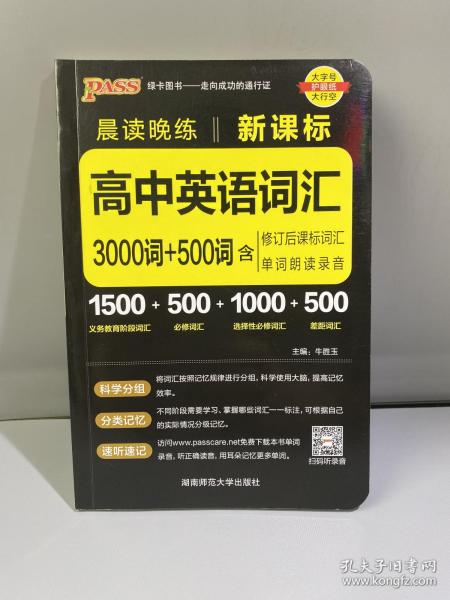 PASS 绿卡图书——走向成功的通行证
大字号
护眼纸
大行空
晨读晚练 ‖ 新课标
高中英语词汇
3000词+500词 含
修订后课标词汇
单词朗读录音
1500 + 500 + 1000 + 500
义务教育阶段词汇 必修词汇 选择性必修词汇 差距词汇
主编：牛胜玉
科学分组
将词汇按照记忆规律进行分组，科学使用大脑，提高记忆
效率。
分类记忆
不同阶段需要学习、掌握哪些词汇一一标注，可根据自己
的实际情况分级记忆。
速听速记
访问www.passcare.net免费下载本书单词
录音，听正确读音，用耳朵记忆更多单词。
扫码听录音
湖南师范大学出版社
孔夫子旧书网
www.kongfz.com